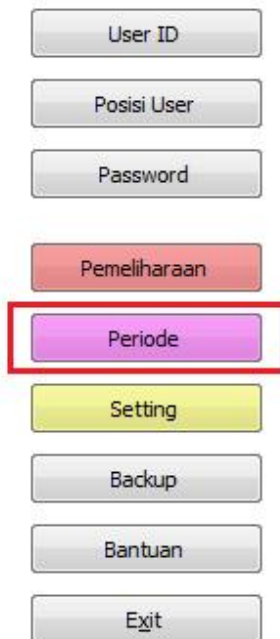 User ID
Posisi User
Password
Pemeliharaan
Periode
Setting
Backup
Bantuan
Exit